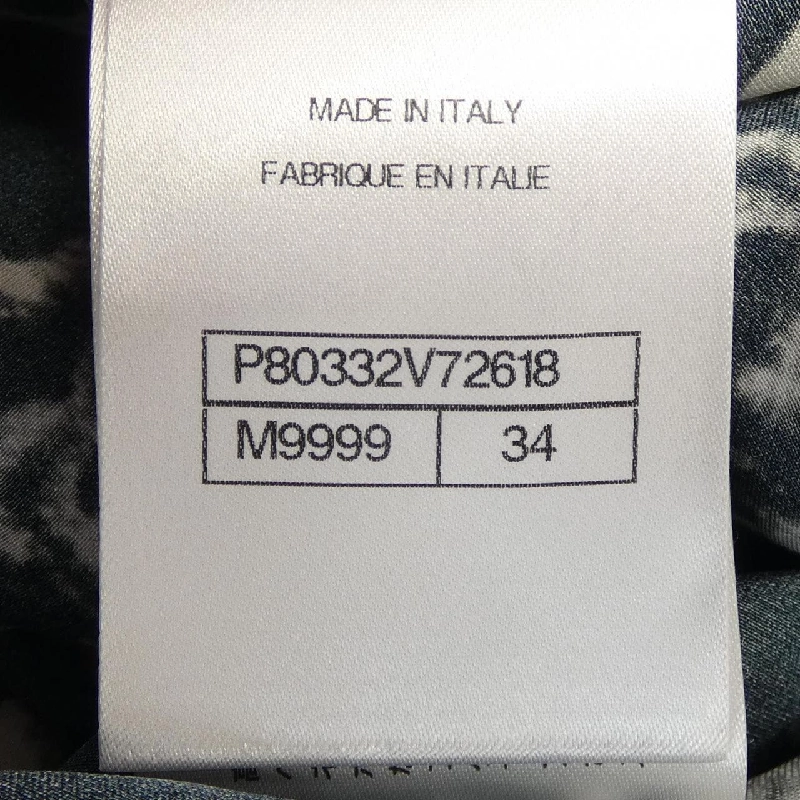 MADE IN ITALY
FABRIQUE EN ITALIE
P80332V72618
M9999 34